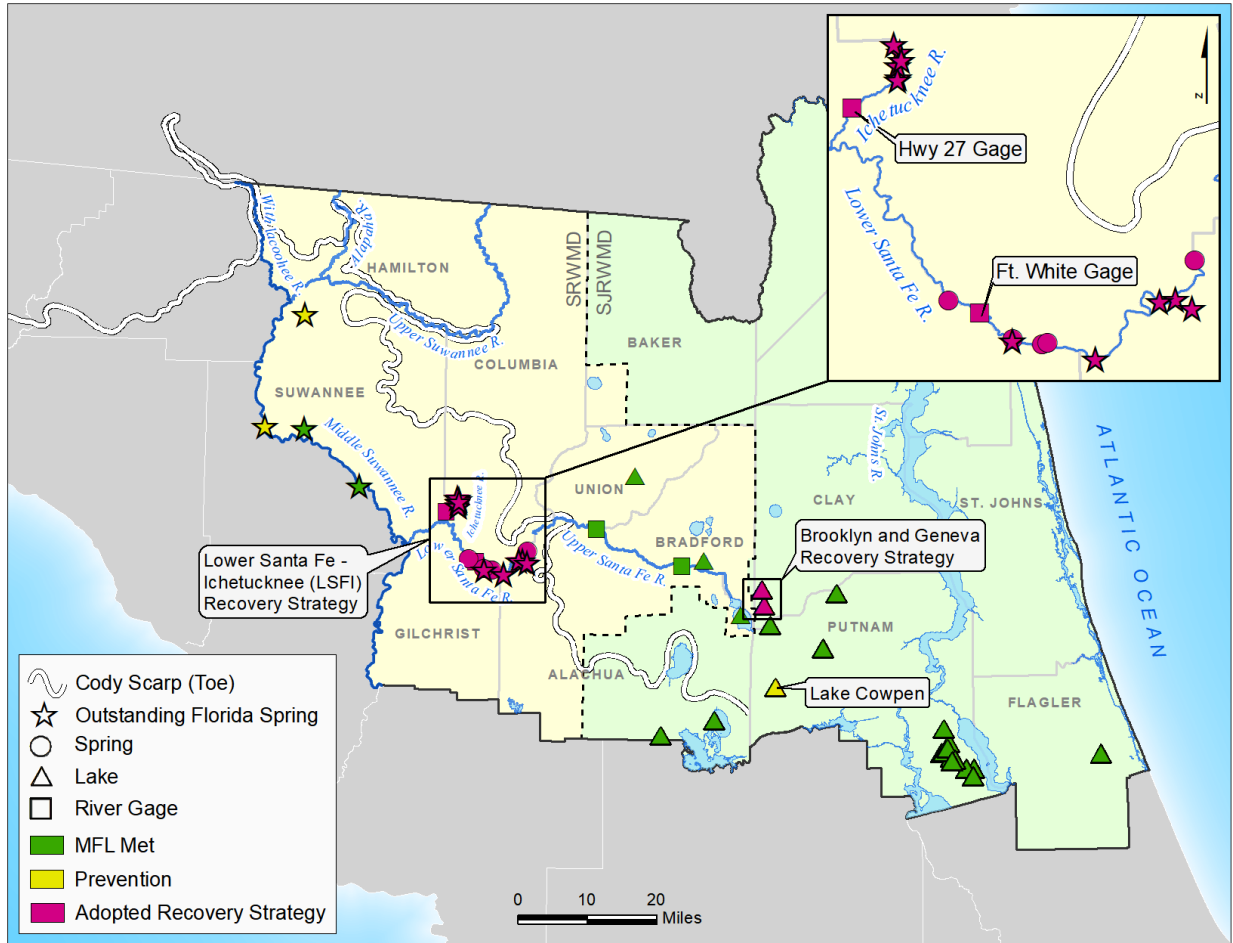 Ichetucknee R.
Hwy 27 Gage
N
Lower Santa Fe R.
Ft. White Gage
Withlacoohee R.
Alapaha R.
HAMILTON
SRWMD
SJRWMD
Upper Suwannee R.
BAKER
COLUMBIA
SUWANNEE
Middle Suwannee R.
St. Johns R.
ATLANTIC OCEAN
UNION
CLAY
ST. JOHNS
Ichetucknee R.
Lower Santa Fe R.
Upper Santa Fe R.
BRADFORD
Brooklyn and Geneva
Recovery Strategy
Lower Santa Fe -
Ichetucknee (LSFI)
Recovery Strategy
GILCHRIST
PUTNAM
ALACHUA
Lake Cowpen
FLAGLER
Cody Scarp (Toe)
Outstanding Florida Spring
Spring
Lake
River Gage
MFL Met
Prevention
Adopted Recovery Strategy
0 10 20
Miles